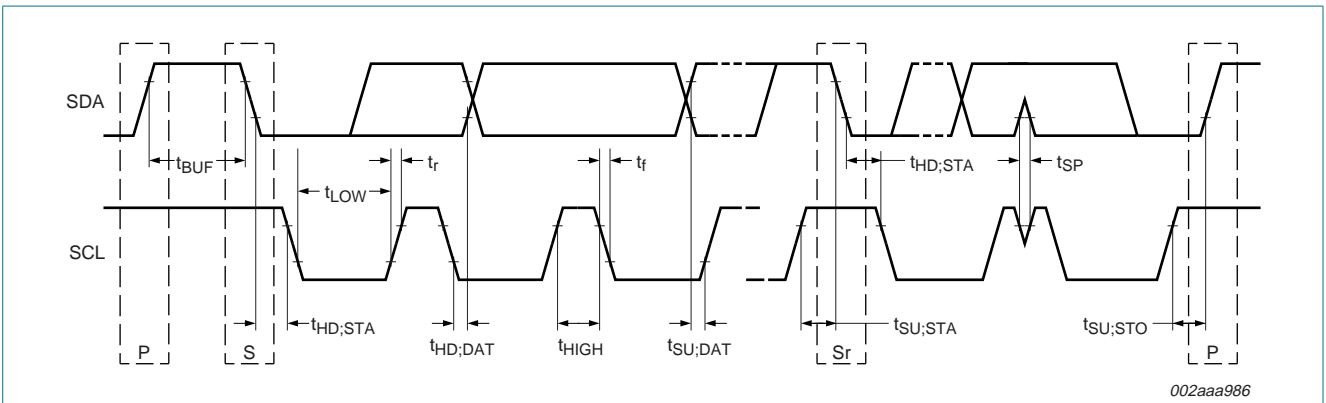 SDA
tBUF
tLOW
tr
tf
tHD;STA
tSP
SCL
tHD;STA
tHD;DAT
tHIGH
tSU;DAT
tSU;STA
tSU;STO
P
S
Sr
P
002aaa986